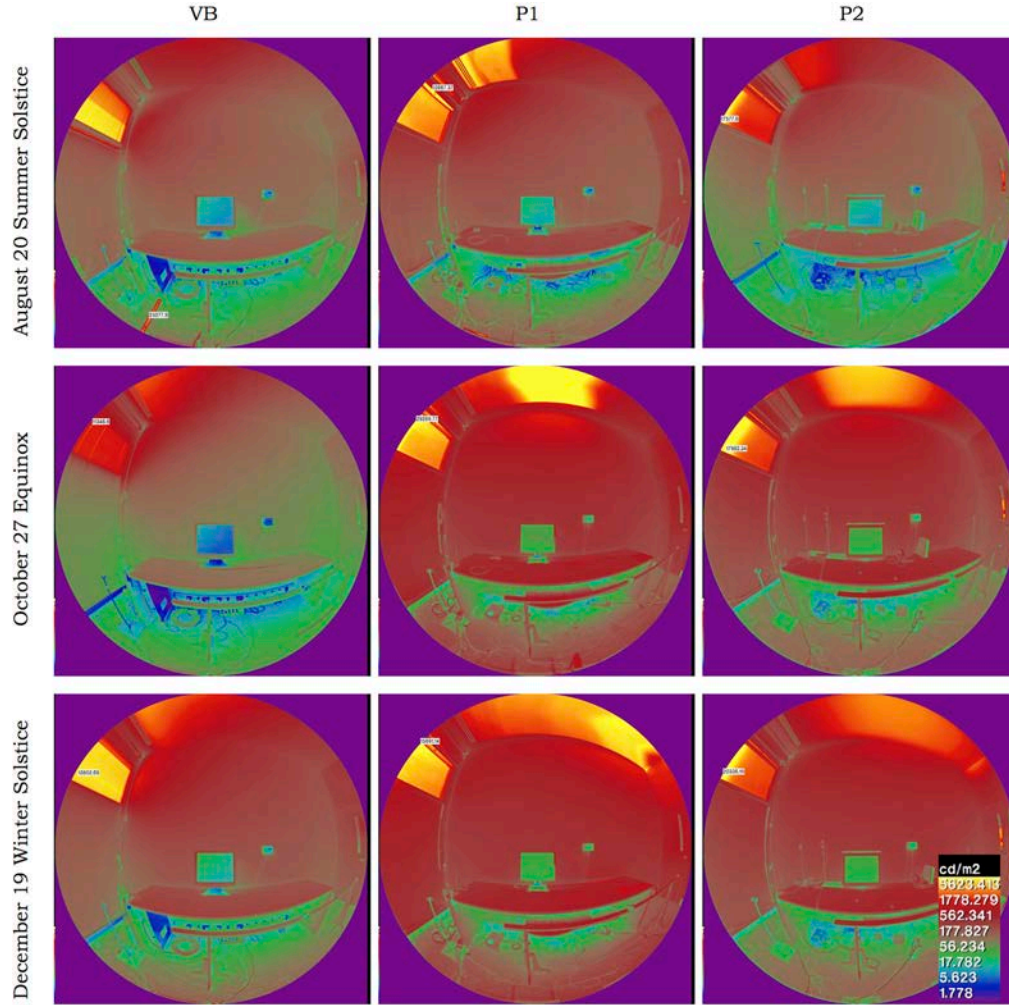 VB P1 P2
August 20 Summer Solstice
October 27 Equinox
December 19 Winter Solstice
cd/m2
5623.413
1778.279
562.341
177.827
56.234
17.782
5.623
1.778